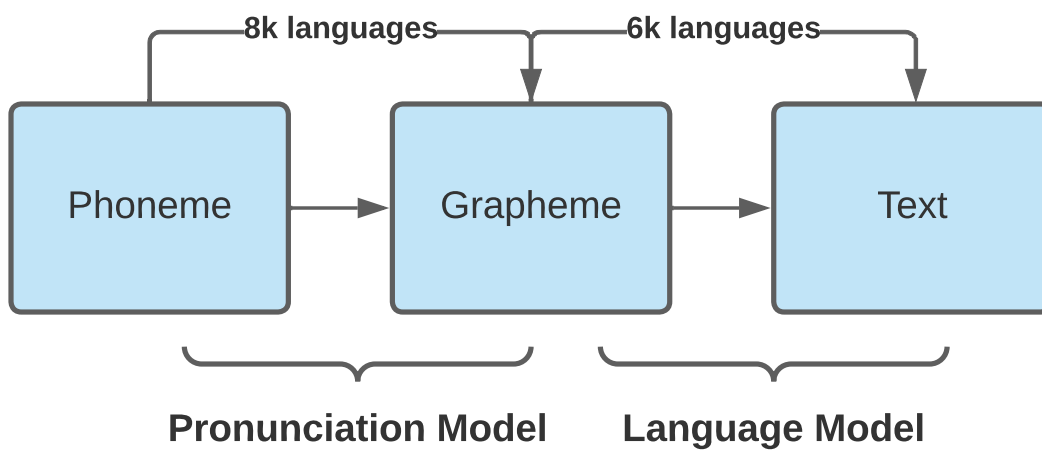 8k languages
6k languages
Phoneme
Grapheme
Text
Pronunciation Model
Language Model